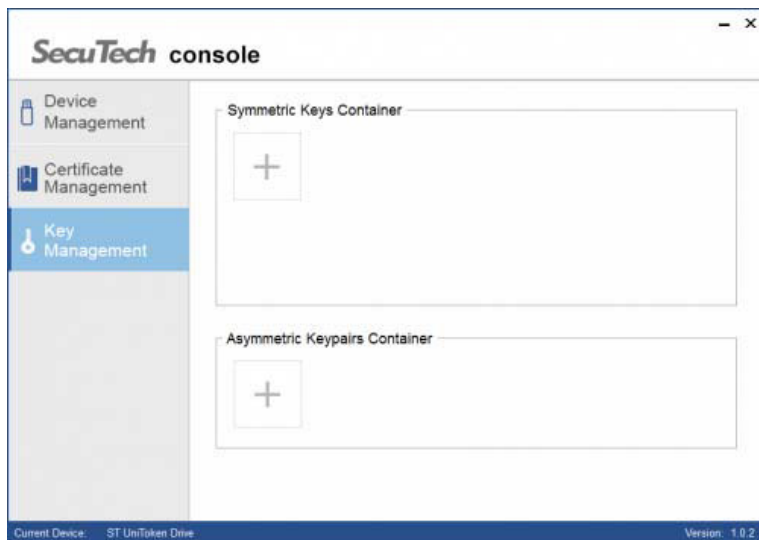 SecuTech console
Device
Management
Certificate
Management
Key
Management
Symmetric Keys Container
Asymmetric Keypairs Container
Current Device: ST UniToken Drive
Version: 1.0.2